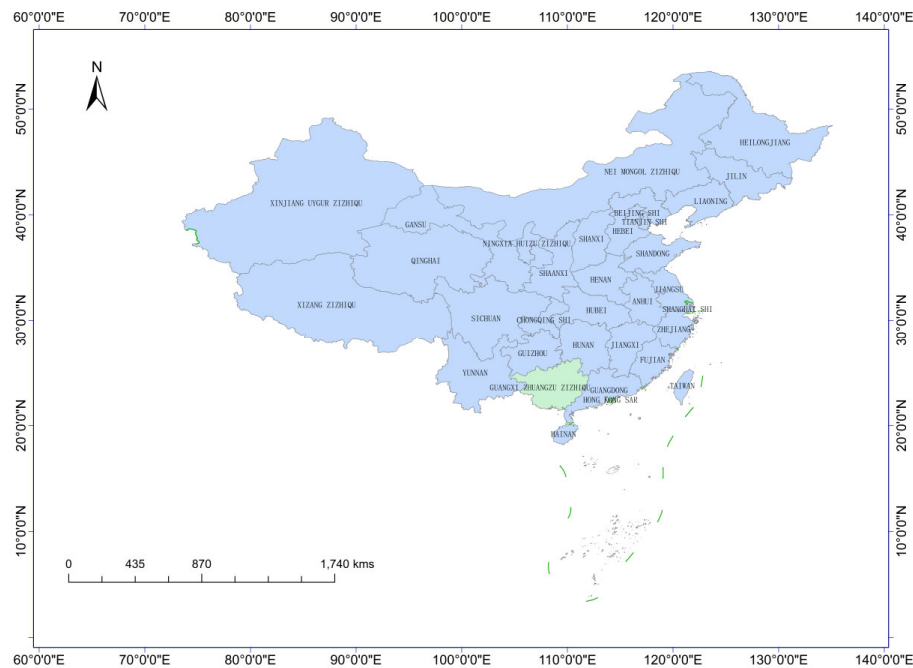 60°0'0"E 70°0'0"E 80°0'0"E 90°0'0"E 100°0'0"E 110°0'0"E 120°0'0"E 130°0'0"E 140°0'0"E
N
50°0'0"N 50°0'0"N
HEILONGJIANG
NEI MONGOL ZIZHIQU
JILIN
XINJIANG UYGUR ZIZHIQU
LIAONING
BEIJING SHI
40°0'0"N 40°0'0"N
TIANJIN SHI
GANSU
HEBEI
SHANXI
NINGXIA HUIZU ZIZHIQU
SHANDONG
QINGHAI
SHAANXI
HENAN
JIANGSU
ANHUI
XIZANG ZIZHIQU
SHANGHAI SHI
HUBEI
30°0'0"N 30°0'0"N
SICHUAN
CHONGQING SHI
ZHEJIANG
HUNAN
JIANGXI
GUIZHOU
FUJIAN
YUNNAN
TAIWAN
GUANGXI ZHUANGZU ZIZHIQU
GUANGDONG
HONG KONG SAR
20°0'0"N 20°0'0"N
HAINAN
10°0'0"N 10°0'0"N
0 435 870 1,740 kms
60°0'0"E 70°0'0"E 80°0'0"E 90°0'0"E 100°0'0"E 110°0'0"E 120°0'0"E 130°0'0"E 140°0'0"E